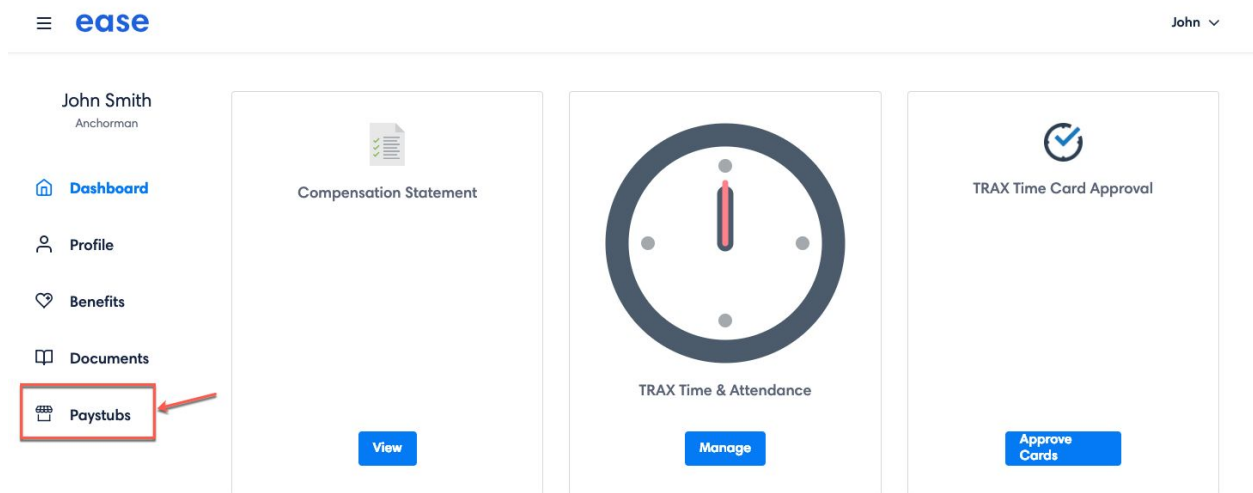 ease
John
John Smith
Anchorman
Dashboard
Profile
Benefits
Documents
Paystubs
Compensation Statement
View
TRAX Time & Attendance
Manage
TRAX Time Card Approval
Approve
Cards